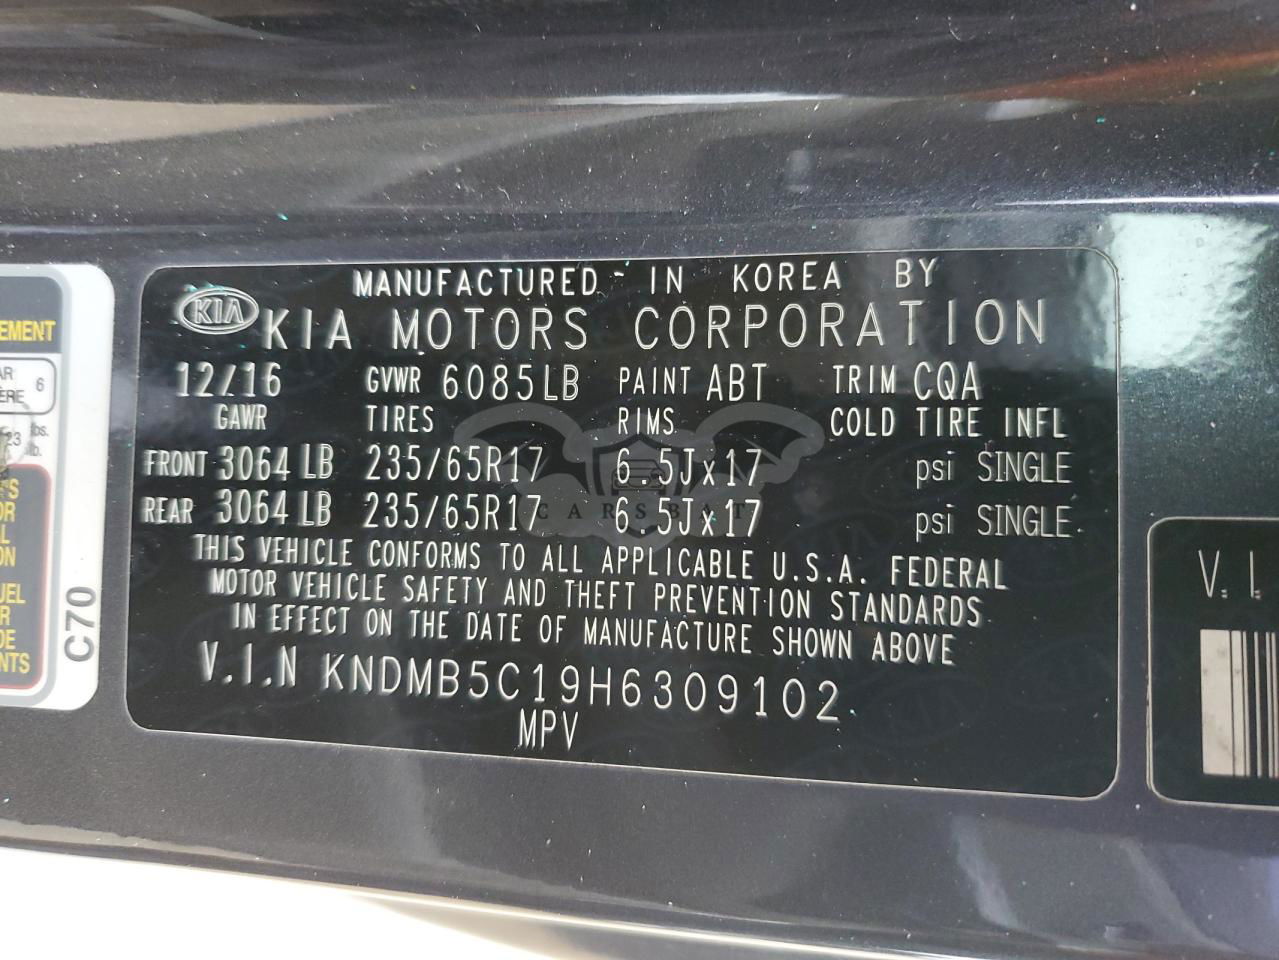 MANUFACTURED IN KOREA BY
KIA KIA MOTORS CORPORATION
12/16 GVWR 6085LB PAINT ABT TRIM CQA
GAWR TIRES RIMS COLD TIRE INFL
FRONT 3064 LB 235/65R17 6.5Jx17 psi SINGLE
REAR 3064 LB 235/65R17 6.5Jx17 psi SINGLE
THIS VEHICLE CONFORMS TO ALL APPLICABLE U.S.A. FEDERAL
MOTOR VEHICLE SAFETY AND THEFT PREVENTION STANDARDS
IN EFFECT ON THE DATE OF MANUFACTURE SHOWN ABOVE
V.I.N KNDMB5C19H6309102
MPV
CARSBAT
C70
6
lbs.
V. I.